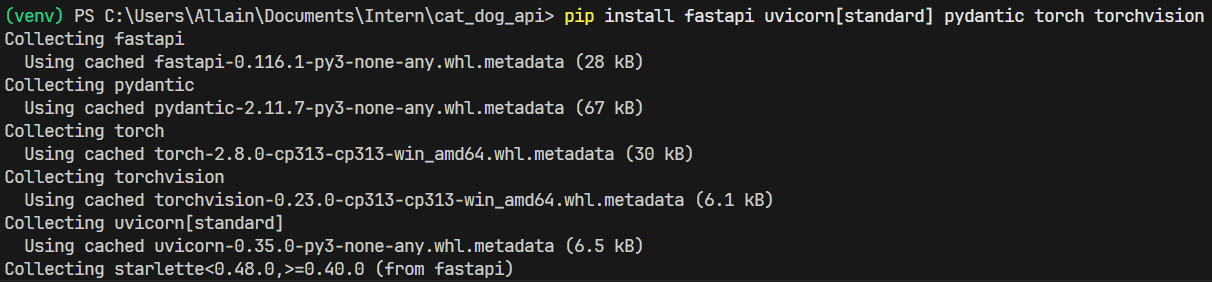 (venv) PS C:\Users\Allain\Documents\Intern\cat_dog_api> pip install fastapi uvicorn[standard] pydantic torch torchvision
Collecting fastapi
  Using cached fastapi-0.116.1-py3-none-any.whl.metadata (28 kB)
Collecting pydantic
  Using cached pydantic-2.11.7-py3-none-any.whl.metadata (67 kB)
Collecting torch
  Using cached torch-2.8.0-cp313-cp313-win_amd64.whl.metadata (30 kB)
Collecting torchvision
  Using cached torchvision-0.23.0-cp313-cp313-win_amd64.whl.metadata (6.1 kB)
Collecting uvicorn[standard]
  Using cached uvicorn-0.35.0-py3-none-any.whl.metadata (6.5 kB)
Collecting starlette<0.48.0,>=0.40.0 (from fastapi)